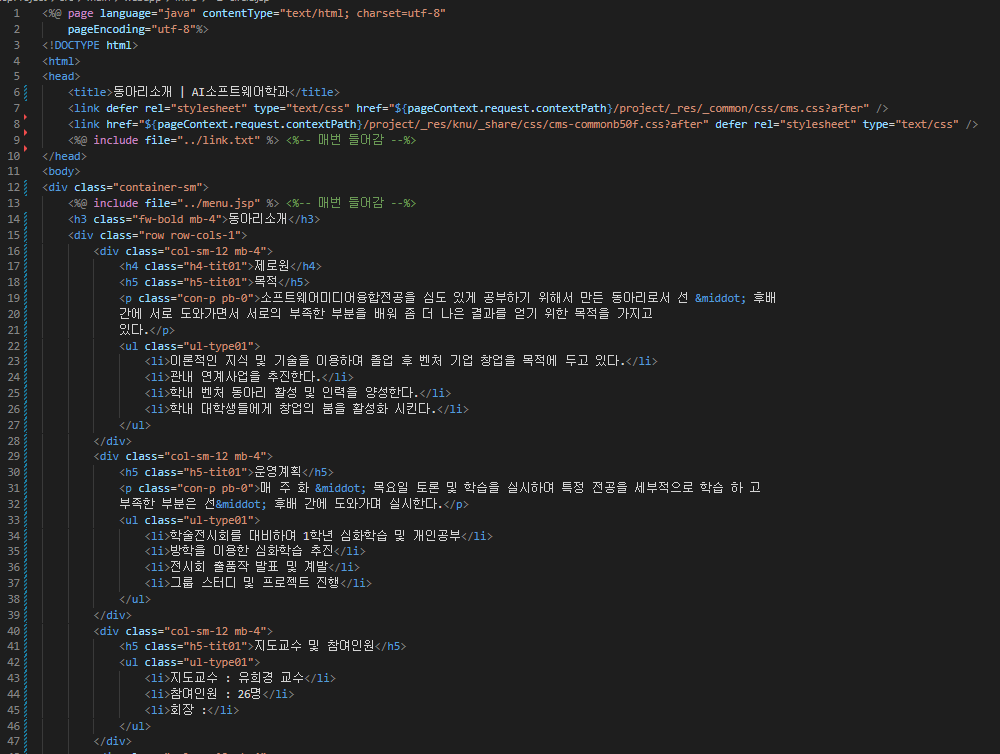 1 <%@ page language="java" contentType="text/html; charset=utf-8"
2 pageEncoding="utf-8"%>
3 <!DOCTYPE html>
4 <html>
5 <head>
6 <title>동아리소개 | AI소프트웨어학과</title>
7 <link defer rel="stylesheet" type="text/css" href="${pageContext.request.contextPath}/project/_res/_common/css/cms.css?after" />
8 <link href="${pageContext.request.contextPath}/project/_res/knu/_share/css/cms-commonb50f.css?after" defer rel="stylesheet" type="text/css" />
9 <%@ include file="../link.txt" %> <%-- 매번 들어감 --%>
10 </head>
11 <body>
12 <div class="container-sm">
13 <%@ include file="../menu.jsp" %> <%-- 매번 들어감 --%>
14 <h3 class="fw-bold mb-4">동아리소개</h3>
15 <div class="row row-cols-1">
16 <div class="col-sm-12 mb-4">
17 <h4 class="h4-tit01">제로원</h4>
18 <h5 class="h5-tit01">목적</h5>
19 <p class="con-p pb-0">소프트웨어미디어융합전공을 심도 있게 공부하기 위해서 만든 동아리로서 선 &middot; 후배
20 간에 서로 도와가면서 서로의 부족한 부분을 배워 좀 더 나은 결과를 얻기 위한 목적을 가지고
21 있다.</p>
22 <ul class="ul-type01">
23 <li>이론적인 지식 및 기술을 이용하여 졸업 후 벤처 기업 창업을 목적에 두고 있다.</li>
24 <li>관내 연계사업을 추진한다.</li>
25 <li>학내 벤처 동아리 활성 및 인력을 양성한다.</li>
26 <li>학내 대학생들에게 창업의 붐을 활성화 시킨다.</li>
27 </ul>
28 </div>
29 <div class="col-sm-12 mb-4">
30 <h5 class="h5-tit01">운영계획</h5>
31 <p class="con-p pb-0">매 주 화 &middot; 목요일 토론 및 학습을 실시하며 특정 전공을 세부적으로 학습 하 고
32 부족한 부분은 선&middot; 후배 간에 도와가며 실시한다.</p>
33 <ul class="ul-type01">
34 <li>학술전시회를 대비하여 1학년 심화학습 및 개인공부</li>
35 <li>방학을 이용한 심화학습 추진</li>
36 <li>전시회 출품작 발표 및 계발</li>
37 <li>그룹 스터디 및 프로젝트 진행</li>
38 </ul>
39 </div>
40 <div class="col-sm-12 mb-4">
41 <h5 class="h5-tit01">지도교수 및 참여인원</h5>
42 <ul class="ul-type01">
43 <li>지도교수 : 유희경 교수</li>
44 <li>참여인원 : 26명</li>
45 <li>회장 :</li>
46 </ul>
47 </div>